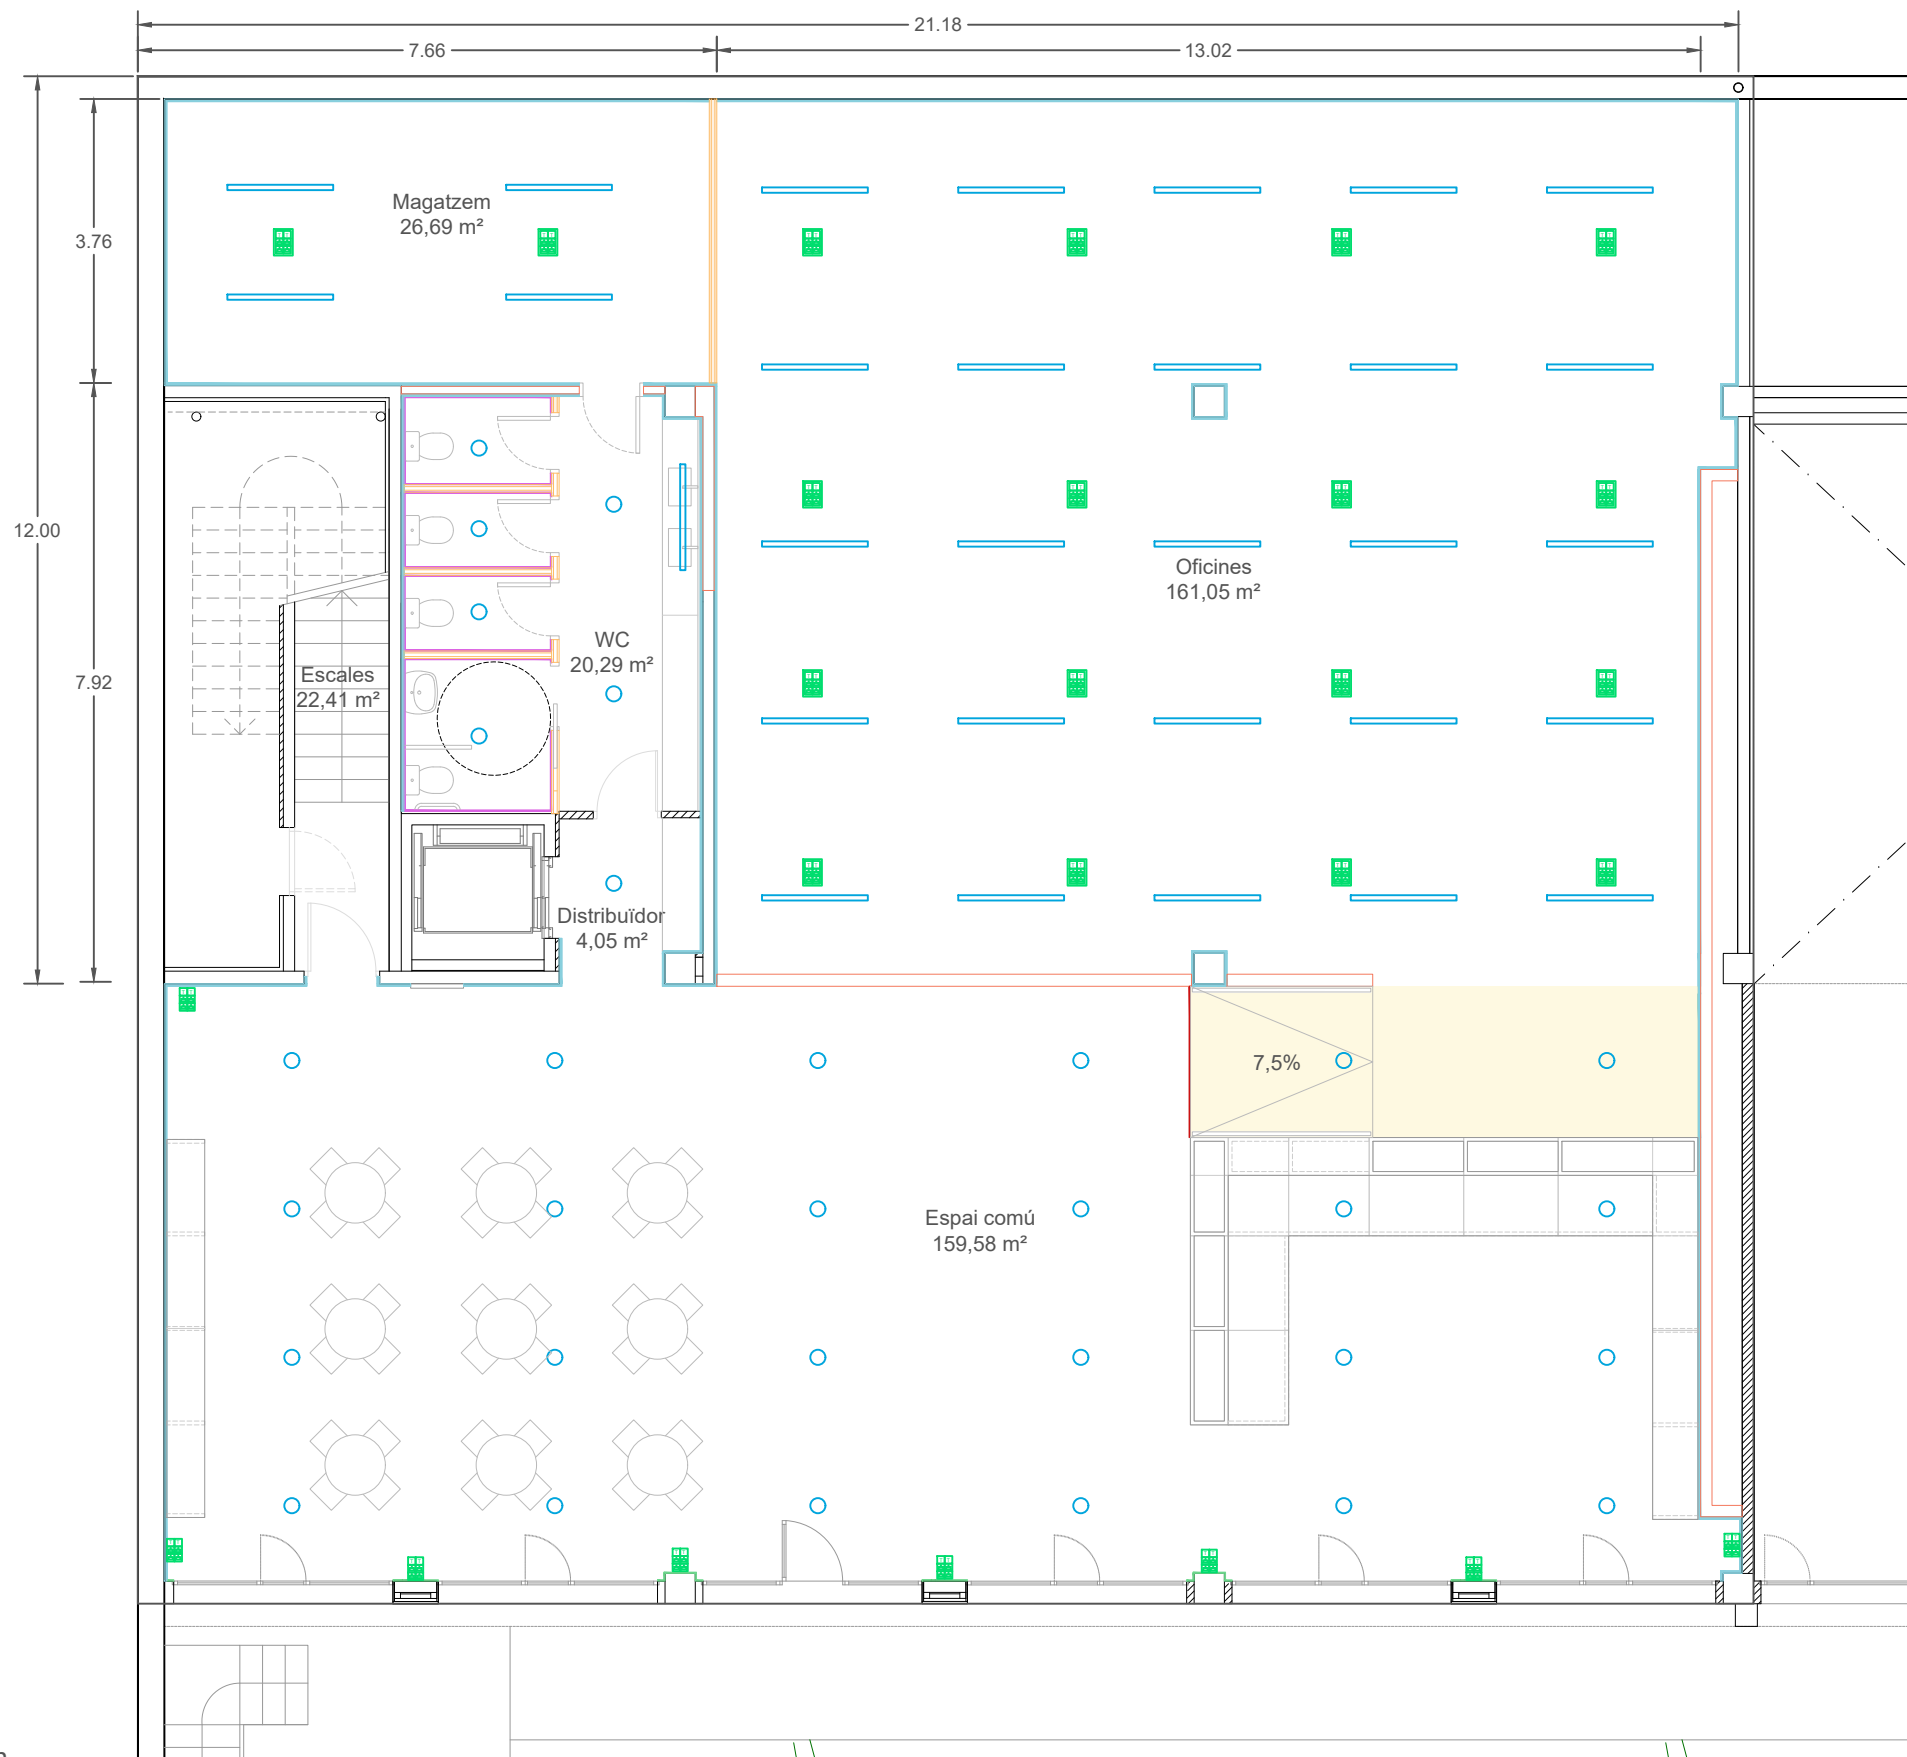 21.18
7.66
13.02
Magatzem
26,69 m²
3.76
12.00
Oficines
161,05 m²
WC
20,29 m²
Escales
22,41 m²
7.92
Distribuïdor
4,05 m²
7,5%
Espai comú
159,58 m²